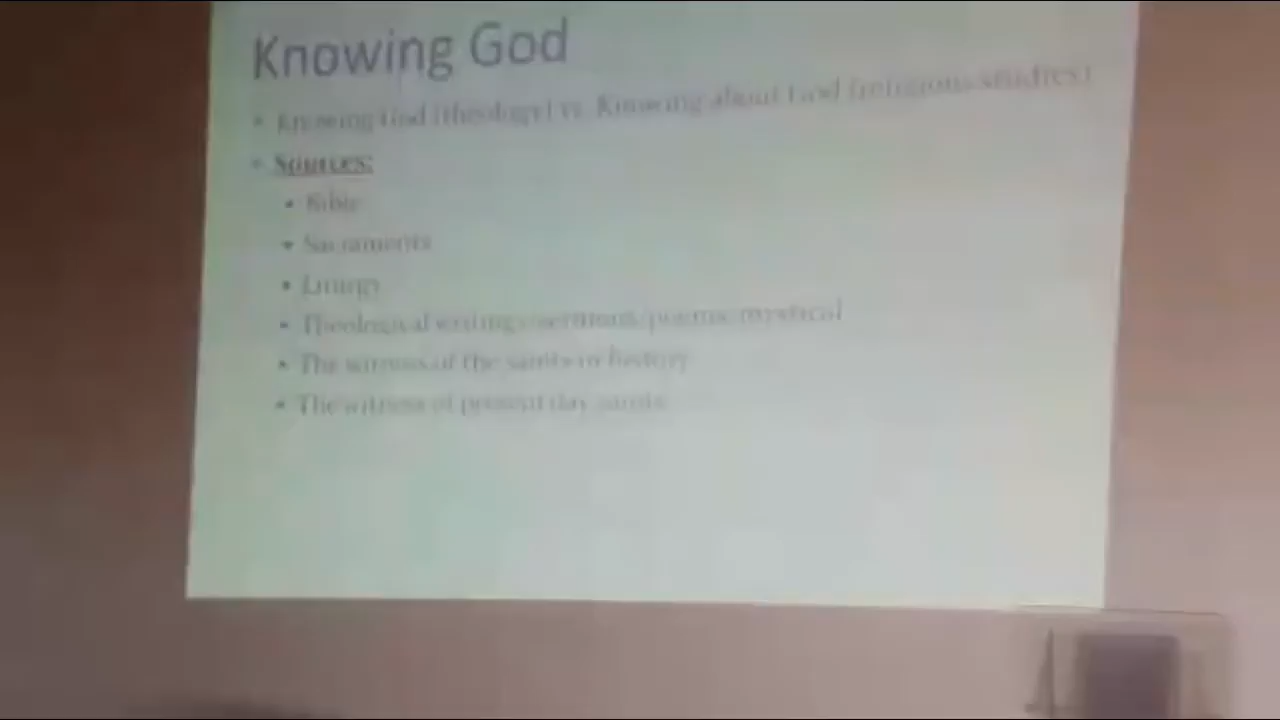 Knowing God
• Knowing God (theology) vs. Knowing about God (religious studies)
• Sources:
• Bible
• Sacraments
• Liturgy
• Theological writing sermons, poems, mystical
• The witness of the saints in history
• The witness of present day saints